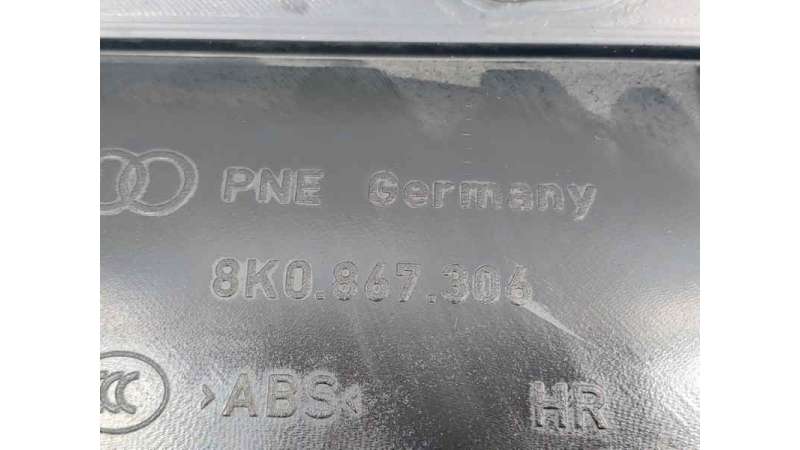 PNE Germany
8K0.867.306
>ABS< HR